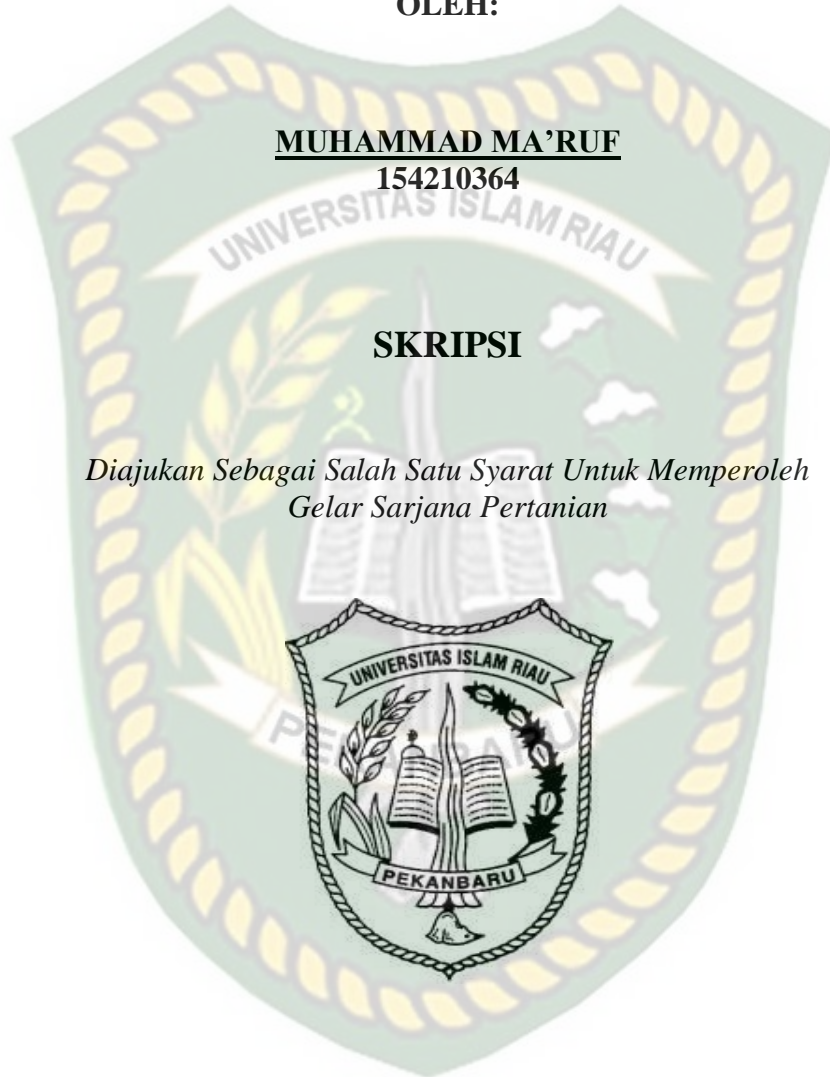 OLEH:
MUHAMMAD MA'RUF
154210364
UNIVERSITAS ISLAM RIAU
SKRIPSI
Diajukan Sebagai Salah Satu Syarat Untuk Memperoleh
Gelar Sarjana Pertanian
UNIVERSITAS ISLAM RIAU
PEKANBARU
PEKANBARU